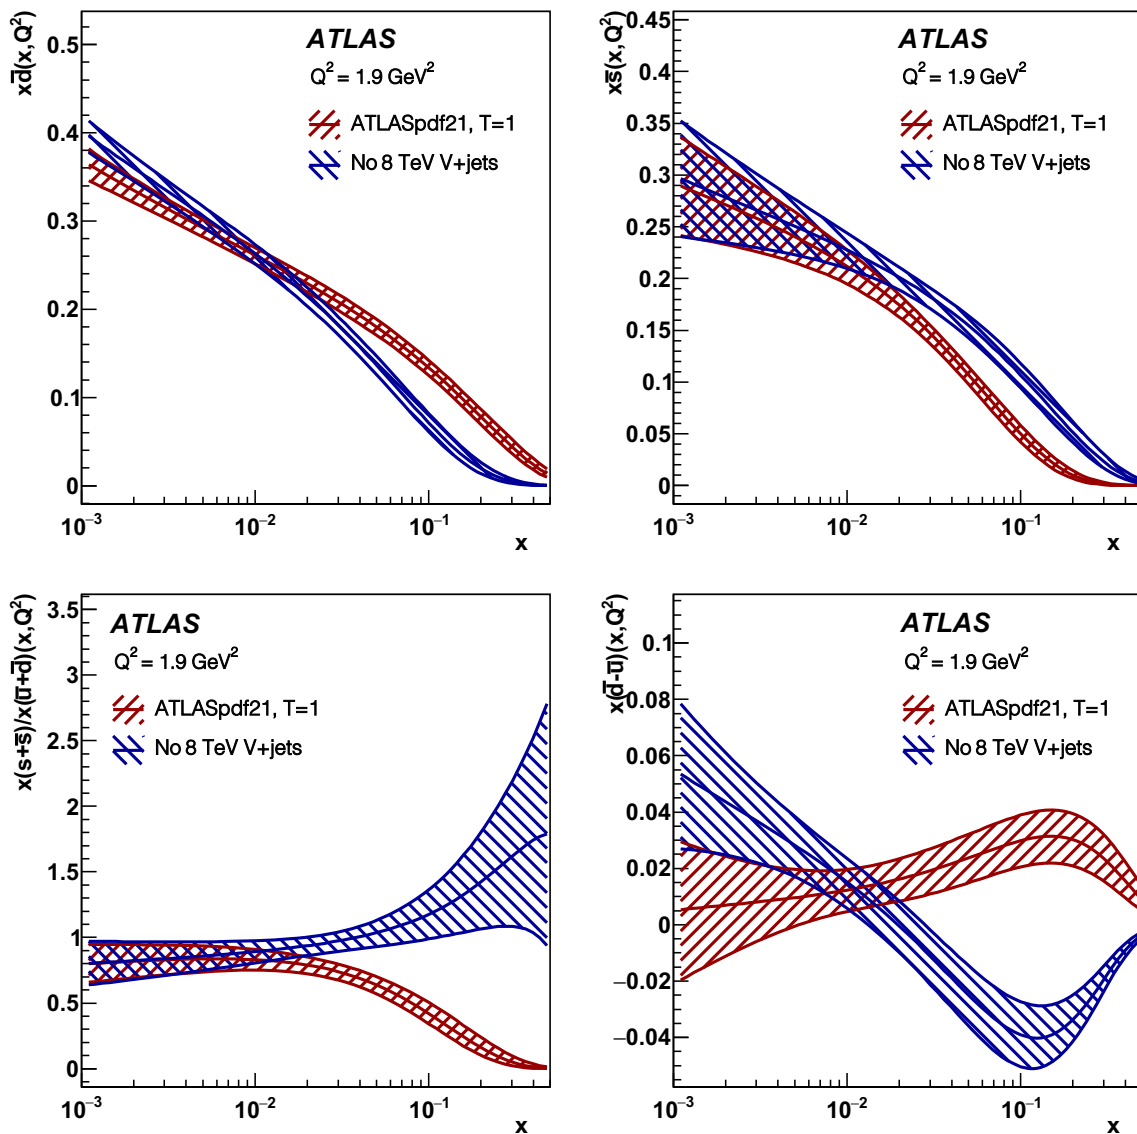 xd̅(x,Q²)
ATLAS
Q² = 1.9 GeV²
ATLASpdf21, T=1
No 8 TeV V+jets
0.5
0.4
0.3
0.2
0.1
0
10⁻³ 10⁻² 10⁻¹
x
xs̅(x,Q²)
ATLAS
Q² = 1.9 GeV²
ATLASpdf21, T=1
No 8 TeV V+jets
0.45
0.4
0.35
0.3
0.25
0.2
0.15
0.1
0.05
0
10⁻³ 10⁻² 10⁻¹
x
x(s+s̅)/x(u̅+d̅)(x,Q²)
ATLAS
Q² = 1.9 GeV²
ATLASpdf21, T=1
No 8 TeV V+jets
3.5
3
2.5
2
1.5
1
0.5
0
10⁻³ 10⁻² 10⁻¹
x
x(d̅-u̅)(x,Q²)
ATLAS
Q² = 1.9 GeV²
ATLASpdf21, T=1
No 8 TeV V+jets
0.1
0.08
0.06
0.04
0.02
0
−0.02
−0.04
10⁻³ 10⁻² 10⁻¹
x